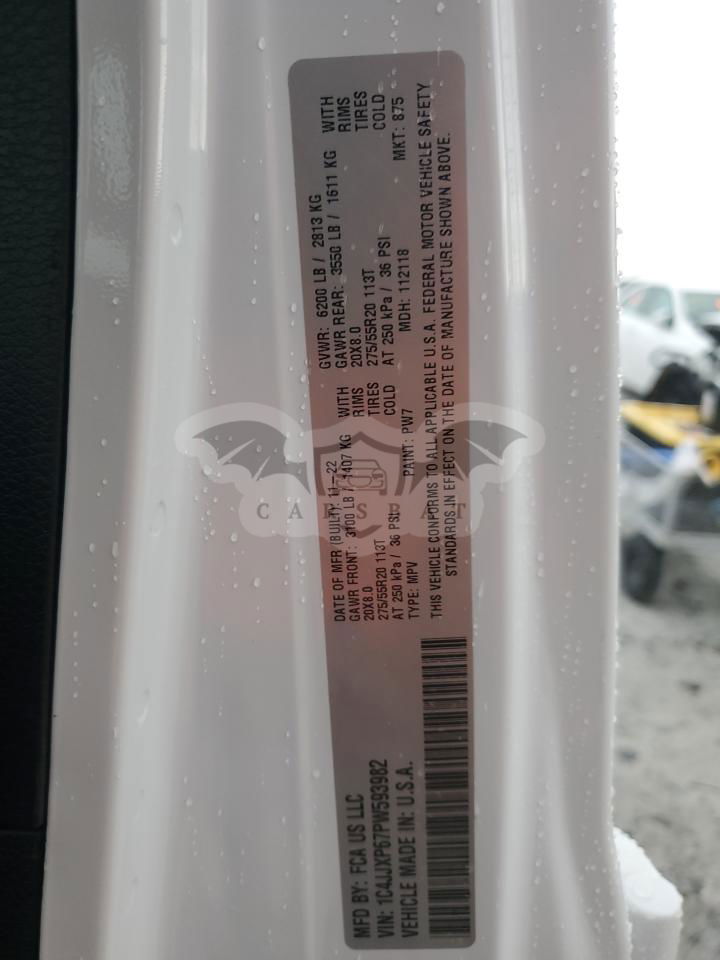 MFD BY: FCA US LLC
VIN: 1C4JJXP67PW593982
VEHICLE MADE IN: U.S.A.
DATE OF MFR (BUILT): 11-22
GAWR FRONT: 3100 LB / 1407 KG WITH
20X8.0 RIMS
275/55R20 113T TIRES
AT 250 kPa / 36 PSI COLD
TYPE: MPV PAINT: PW7
GVWR: 6200 LB / 2813 KG
GAWR REAR: 3550 LB / 1611 KG WITH
20X8.0 RIMS
275/55R20 113T TIRES
AT 250 kPa / 36 PSI COLD
MDH: 112118 MKT: 875
THIS VEHICLE CONFORMS TO ALL APPLICABLE U.S.A. FEDERAL MOTOR VEHICLE SAFETY
STANDARDS IN EFFECT ON THE DATE OF MANUFACTURE SHOWN ABOVE.
CARSBAT